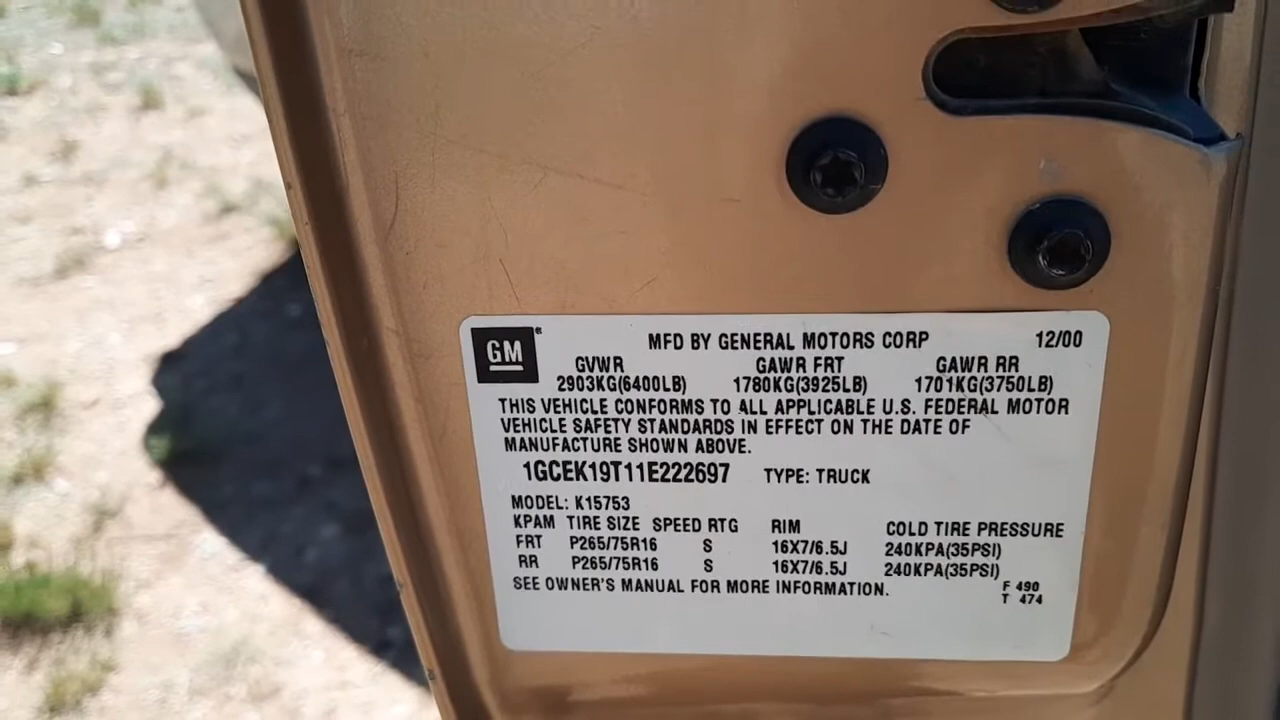 GM®
MFD BY GENERAL MOTORS CORP 12/00
GVWR GAWR FRT GAWR RR
2903KG(6400LB) 1780KG(3925LB) 1701KG(3750LB)
THIS VEHICLE CONFORMS TO ALL APPLICABLE U.S. FEDERAL MOTOR
VEHICLE SAFETY STANDARDS IN EFFECT ON THE DATE OF
MANUFACTURE SHOWN ABOVE.
1GCEK19T11E222697 TYPE: TRUCK
MODEL: K15753
KPAM TIRE SIZE SPEED RTG RIM COLD TIRE PRESSURE
FRT P265/75R16 S 16X7/6.5J 240KPA(35PSI)
RR P265/75R16 S 16X7/6.5J 240KPA(35PSI)
SEE OWNER'S MANUAL FOR MORE INFORMATION.
F 490
T 474